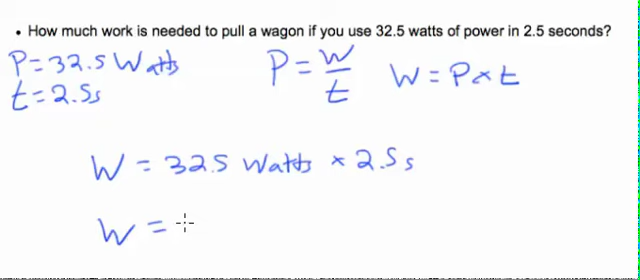 • How much work is needed to pull a wagon if you use 32.5 watts of power in 2.5 seconds?
P = 32.5 Watts P = W/t W = P x t
t = 2.5s
W = 32.5 Watts x 2.5 s
W =